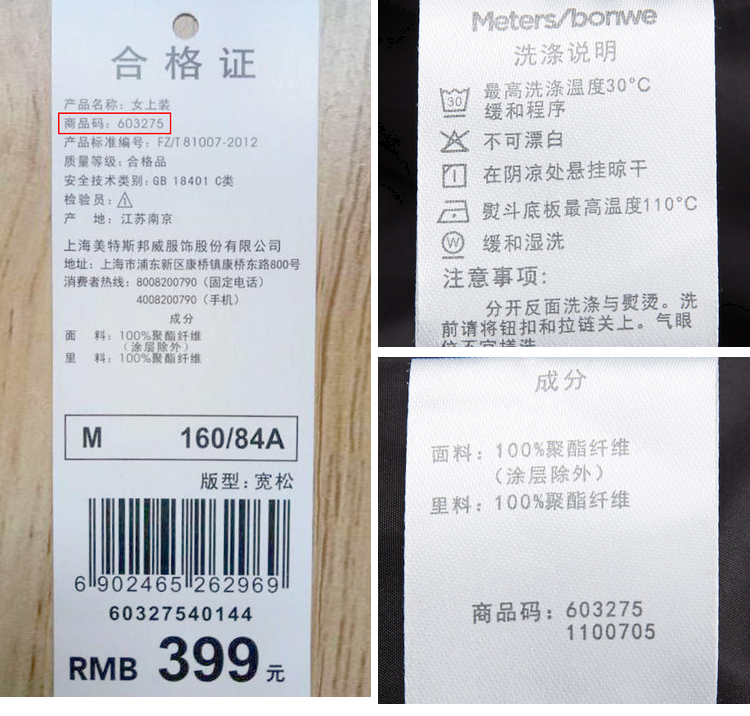 合格证
产品名称：女上装
商品码：603275
产品标准编号：FZ/T 81007-2012
质量等级：合格品
安全技术类别：GB 18401 C类
检验员：1
产 地：江苏南京
上海美特斯邦威服饰股份有限公司
地址：上海市浦东新区康桥镇康桥东路800号
消费者热线：8008200790（固定电话）
4008200790（手机）
成分
面 料：100%聚酯纤维
（涂层除外）
里 料：100%聚酯纤维
M 160/84A
版型：宽松
6 902465 262969
60327540144
RMB 399元
Meters/bonwe
洗涤说明
30 最高洗涤温度30°C
缓和程序
不可漂白
在阴凉处悬挂晾干
熨斗底板最高温度110°C
W 缓和湿洗
注意事项：
分开反面洗涤与熨烫。洗
前请将钮扣和拉链关上。气眼
位不宜搓洗
成分
面料：100%聚酯纤维
（涂层除外）
里料：100%聚酯纤维
商品码：603275
1100705